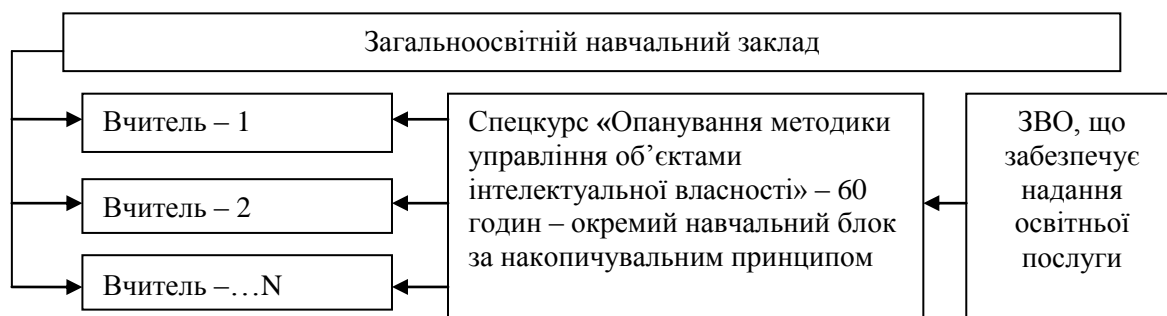 Загальноосвітній навчальний заклад
Вчитель – 1
Вчитель – 2
Вчитель –…N
Спецкурс «Опанування методики
управління об’єктами
інтелектуальної власності» – 60
годин – окремий навчальний блок
за накопичувальним принципом
ЗВО, що
забезпечує
надання
освітньої
послуги